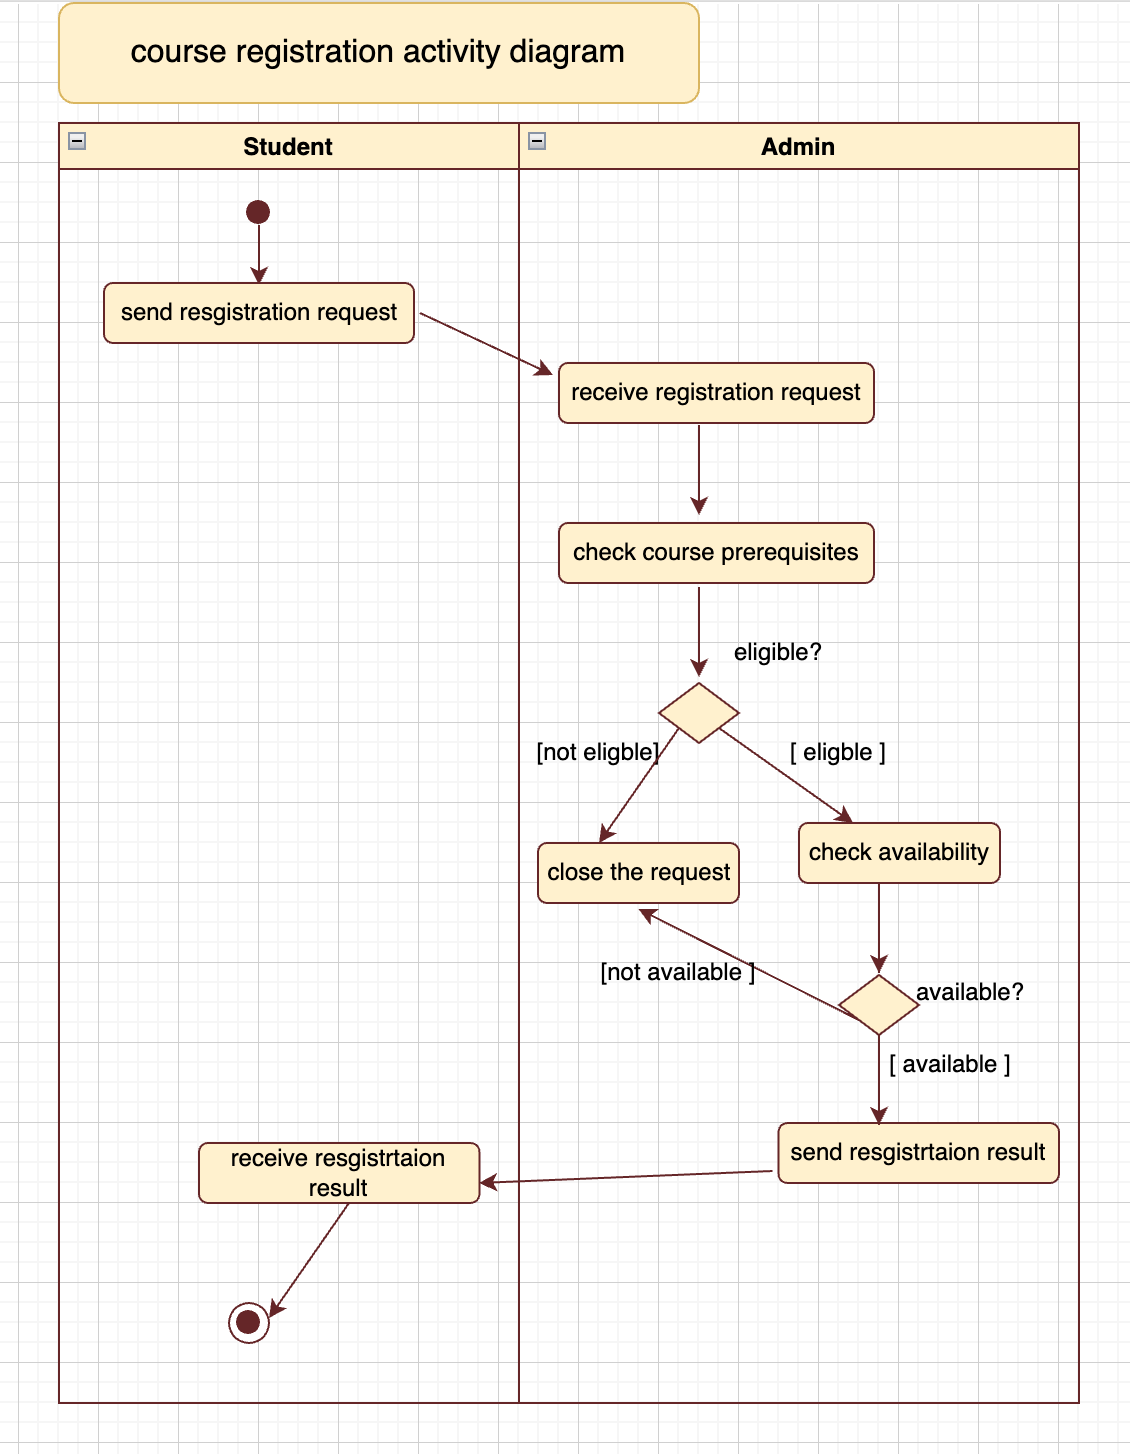 course registration activity diagram
Student
Admin
send resgistration request
receive registration request
check course prerequisites
eligible?
[not eligble]
[ eligble ]
close the request
check availability
[not available ]
available?
[ available ]
send resgistrtaion result
receive resgistrtaion
result